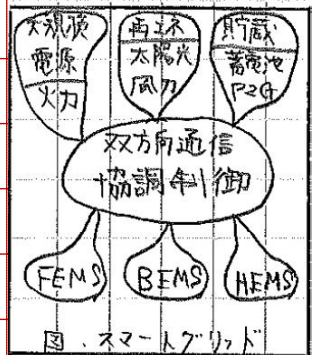 大規模
電源
火力
再エネ
太陽光
風力
貯蔵
蓄電池
P2G
双方向通信
協調制御
FEMS
BEMS
HEMS
図.スマートグリッド